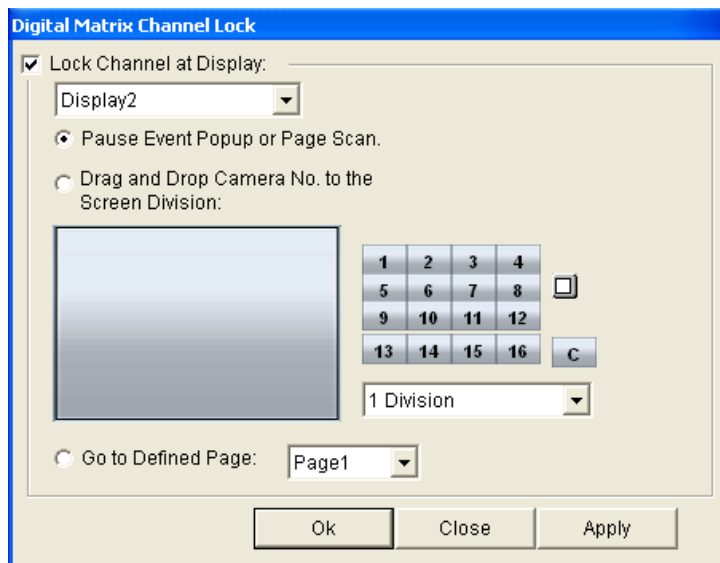 Digital Matrix Channel Lock
Lock Channel at Display:
Display2
Pause Event Popup or Page Scan.
Drag and Drop Camera No. to the
Screen Division:
1 2 3 4
5 6 7 8
9 10 11 12
13 14 15 16 C
1 Division
Go to Defined Page: Page1
Ok Close Apply